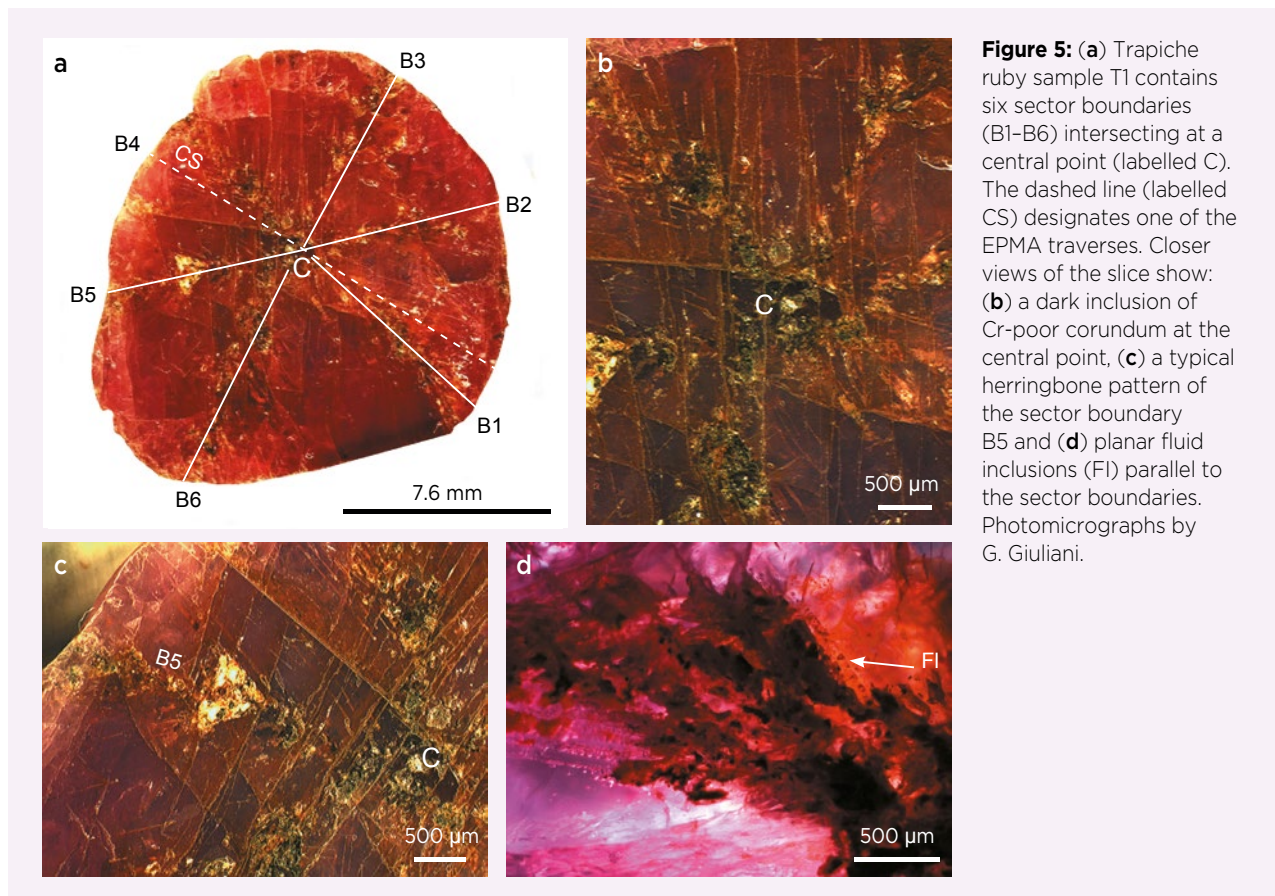 a
B3
B4
CS
B2
C
B5
B1
B6
7.6 mm
b
C
500 µm
c
B5
C
500 µm
d
FI
500 µm
Figure 5: (a) Trapiche
ruby sample T1 contains
six sector boundaries
(B1–B6) intersecting at a
central point (labelled C).
The dashed line (labelled
CS) designates one of the
EPMA traverses. Closer
views of the slice show:
(b) a dark inclusion of
Cr-poor corundum at the
central point, (c) a typical
herringbone pattern of
the sector boundary
B5 and (d) planar fluid
inclusions (FI) parallel to
the sector boundaries.
Photomicrographs by
G. Giuliani.